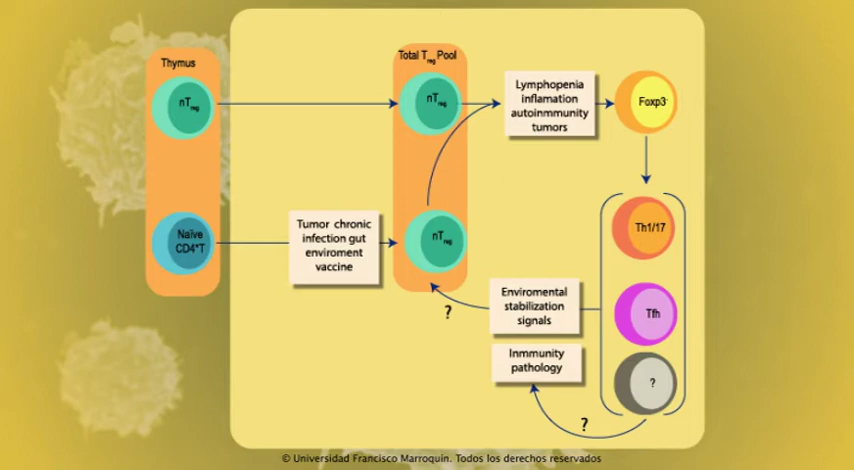 Thymus
nTreg
Naïve
CD4+T
Tumor chronic
infection gut
enviroment
vaccine
Total Treg Pool
nTreg
nTreg
Lymphopenia
inflamation
autoinmmunity
tumors
Foxp3-
Th1/17
Tfh
?
Enviromental
stabilization
signals
?
Inmmunity
pathology
?
© Universidad Francisco Marroquín. Todos los derechos reservados